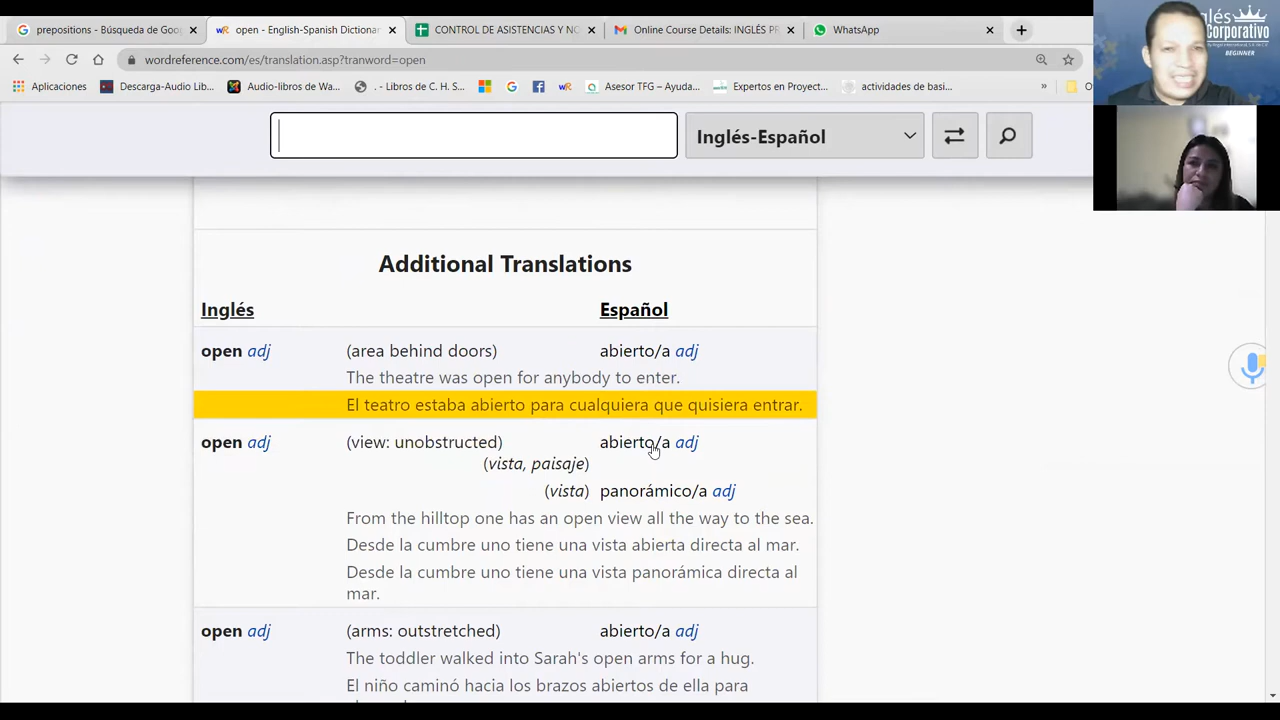 prepositions - Búsqueda de Goo
open - English-Spanish Dictionar
CONTROL DE ASISTENCIAS Y NO
Online Course Details: INGLÉS PR
WhatsApp
wordreference.com/es/translation.asp?tranword=open
Aplicaciones
Descarga-Audio Lib...
Audio-libros de Wa...
- Libros de C. H. S...
Asesor TFG – Ayuda...
Expertos en Proyect...
actividades de basi...
»
Inglés-Español
glés
Corporativo
BEGINNER
Additional Translations
Inglés Español
open adj (area behind doors) abierto/a adj
The theatre was open for anybody to enter.
El teatro estaba abierto para cualquiera que quisiera entrar.
open adj (view: unobstructed) abierto/a adj
(vista, paisaje)
(vista) panorámico/a adj
From the hilltop one has an open view all the way to the sea.
Desde la cumbre uno tiene una vista abierta directa al mar.
Desde la cumbre uno tiene una vista panorámica directa al
mar.
open adj (arms: outstretched) abierto/a adj
The toddler walked into Sarah's open arms for a hug.
El niño caminó hacia los brazos abiertos de ella para